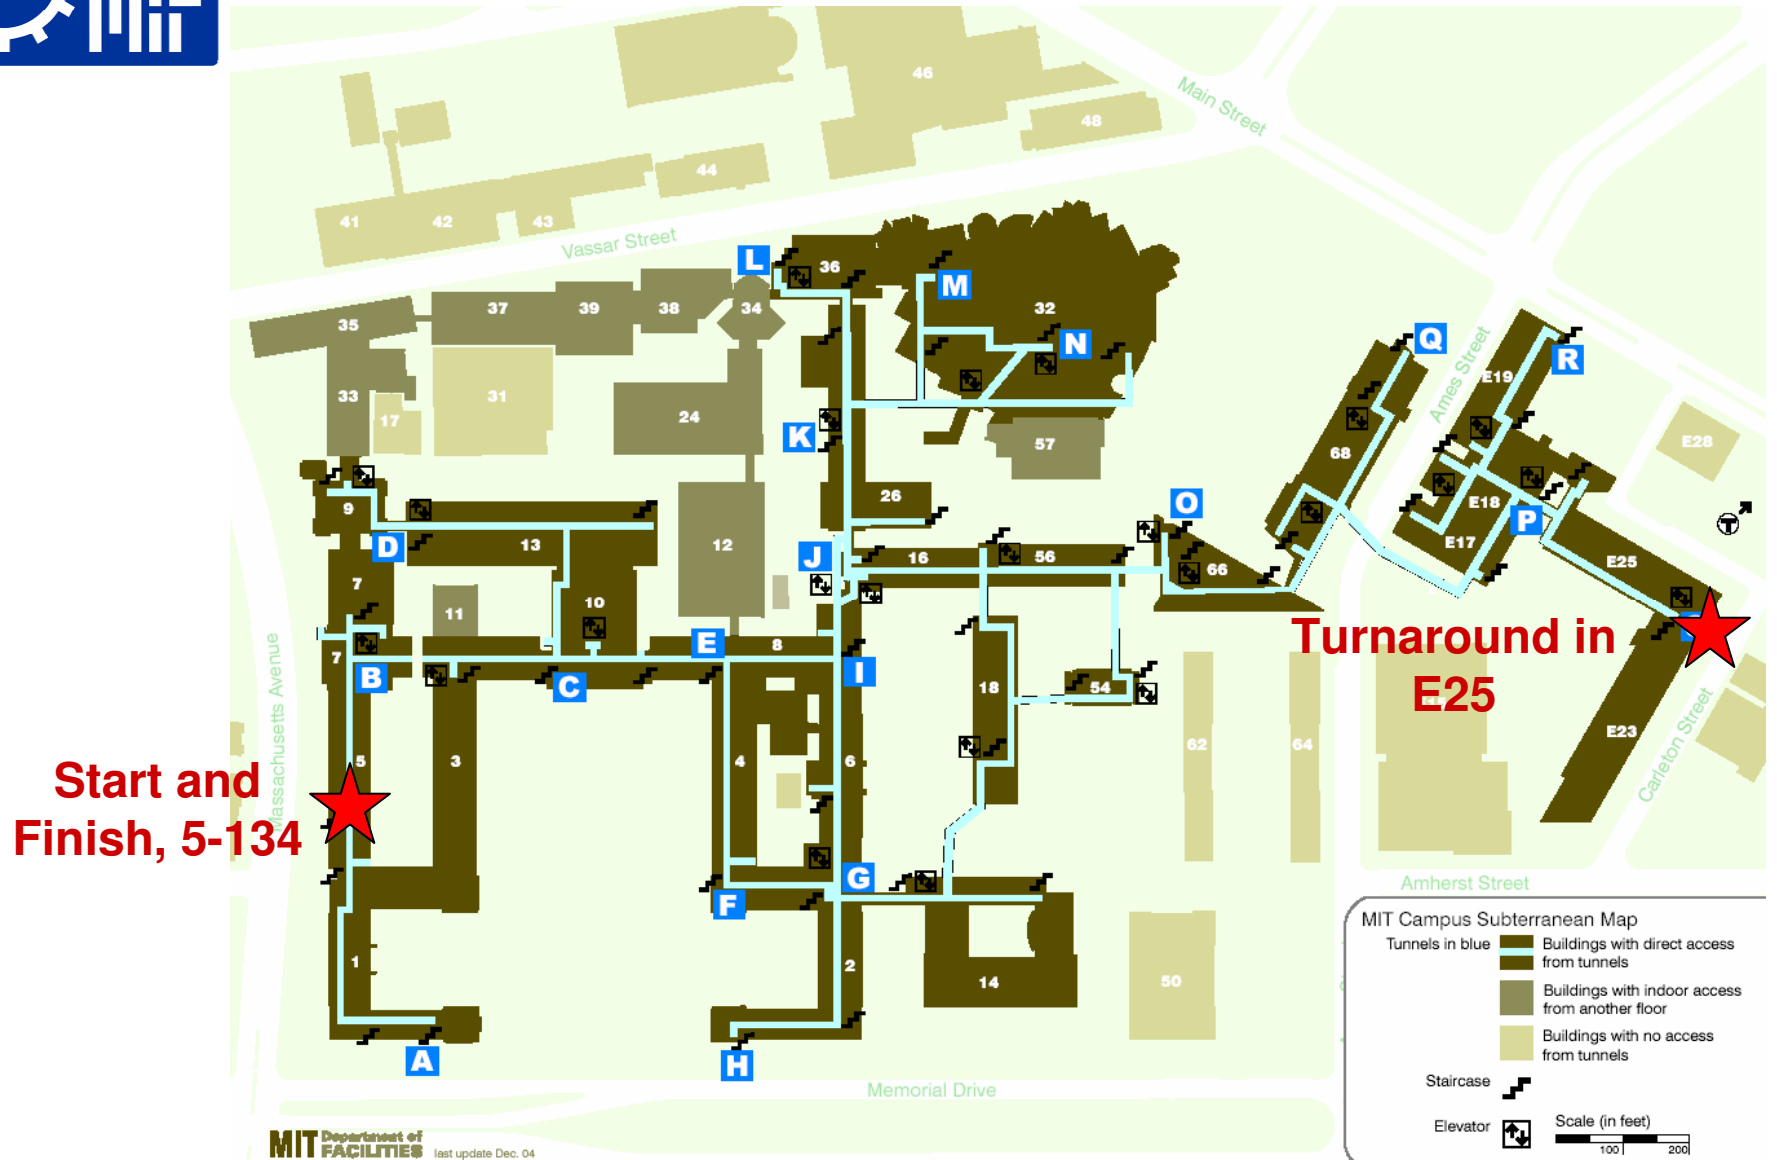 MIT
46
Main Street
48
44
41
42
43
Vassar Street
L
36
M
37
39
38
34
32
35
N
Q
R
E19
Ames Street
33
17
31
24
K
57
68
E28
9
26
O
E18
P
T
D
13
12
J
16
56
66
E17
E25
7
11
10
E
8
Turnaround in
E25
7
B
C
I
18
54
Massachusetts Avenue
5
3
4
6
62
64
E23
Carleton Street
Start and
Finish, 5-134
G
F
Amherst Street
1
2
14
50
A
H
Memorial Drive
MIT Campus Subterranean Map
Tunnels in blue
Buildings with direct access
from tunnels
Buildings with indoor access
from another floor
Buildings with no access
from tunnels
Staircase
Elevator
Scale (in feet)
100
200
MIT Department of
FACILITIES last update Dec. 04